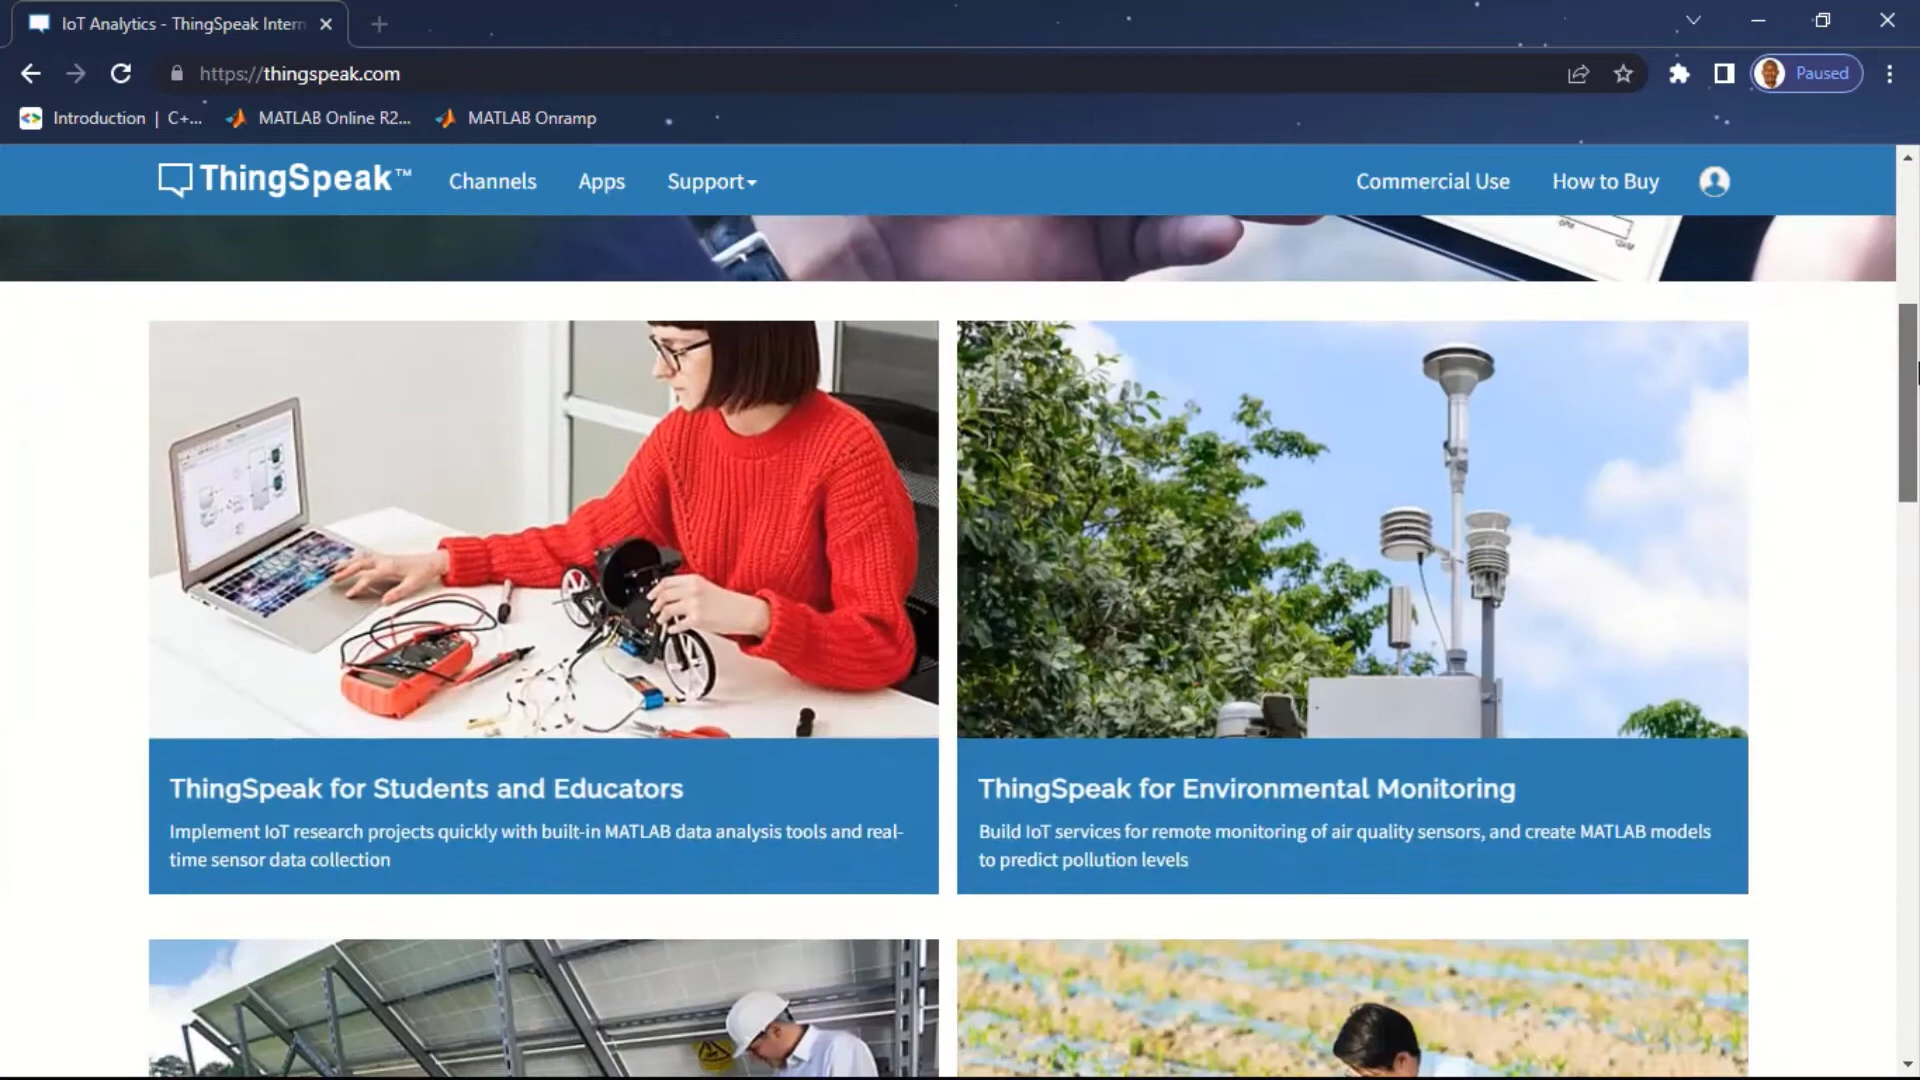 IoT Analytics - ThingSpeak Intern
https://thingspeak.com
Paused
Introduction | C+...
MATLAB Online R2...
MATLAB Onramp
ThingSpeak™
Channels
Apps
Support
Commercial Use
How to Buy
ThingSpeak for Students and Educators
Implement IoT research projects quickly with built-in MATLAB data analysis tools and real-
time sensor data collection
ThingSpeak for Environmental Monitoring
Build IoT services for remote monitoring of air quality sensors, and create MATLAB models
to predict pollution levels